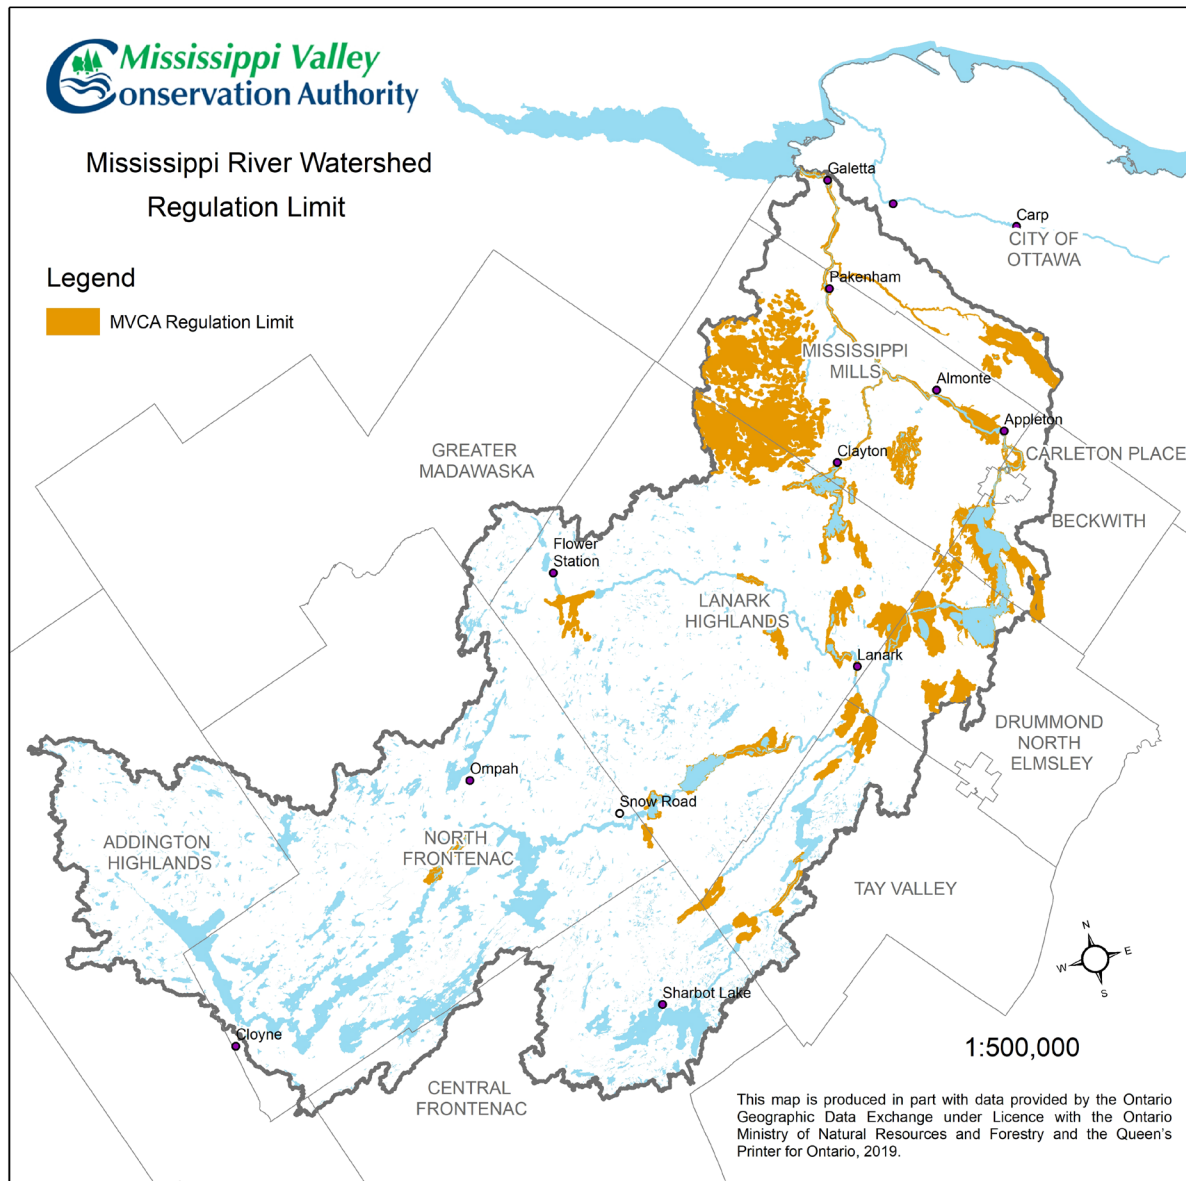 Mississippi Valley
Conservation Authority
Mississippi River Watershed
Regulation Limit
Legend
MVCA Regulation Limit
Galetta
Carp
CITY OF
OTTAWA
Pakenham
MISSISSIPPI
MILLS
Almonte
Appleton
GREATER
MADAWASKA
Clayton
CARLETON PLACE
BECKWITH
Flower
Station
LANARK
HIGHLANDS
Lanark
DRUMMOND
NORTH
ELMSLEY
Ompah
Snow Road
ADDINGTON
HIGHLANDS
NORTH
FRONTENAC
TAY VALLEY
N
W
E
S
Sharbot Lake
Cloyne
1:500,000
CENTRAL
FRONTENAC
This map is produced in part with data provided by the Ontario
Geographic Data Exchange under Licence with the Ontario
Ministry of Natural Resources and Forestry and the Queen's
Printer for Ontario, 2019.